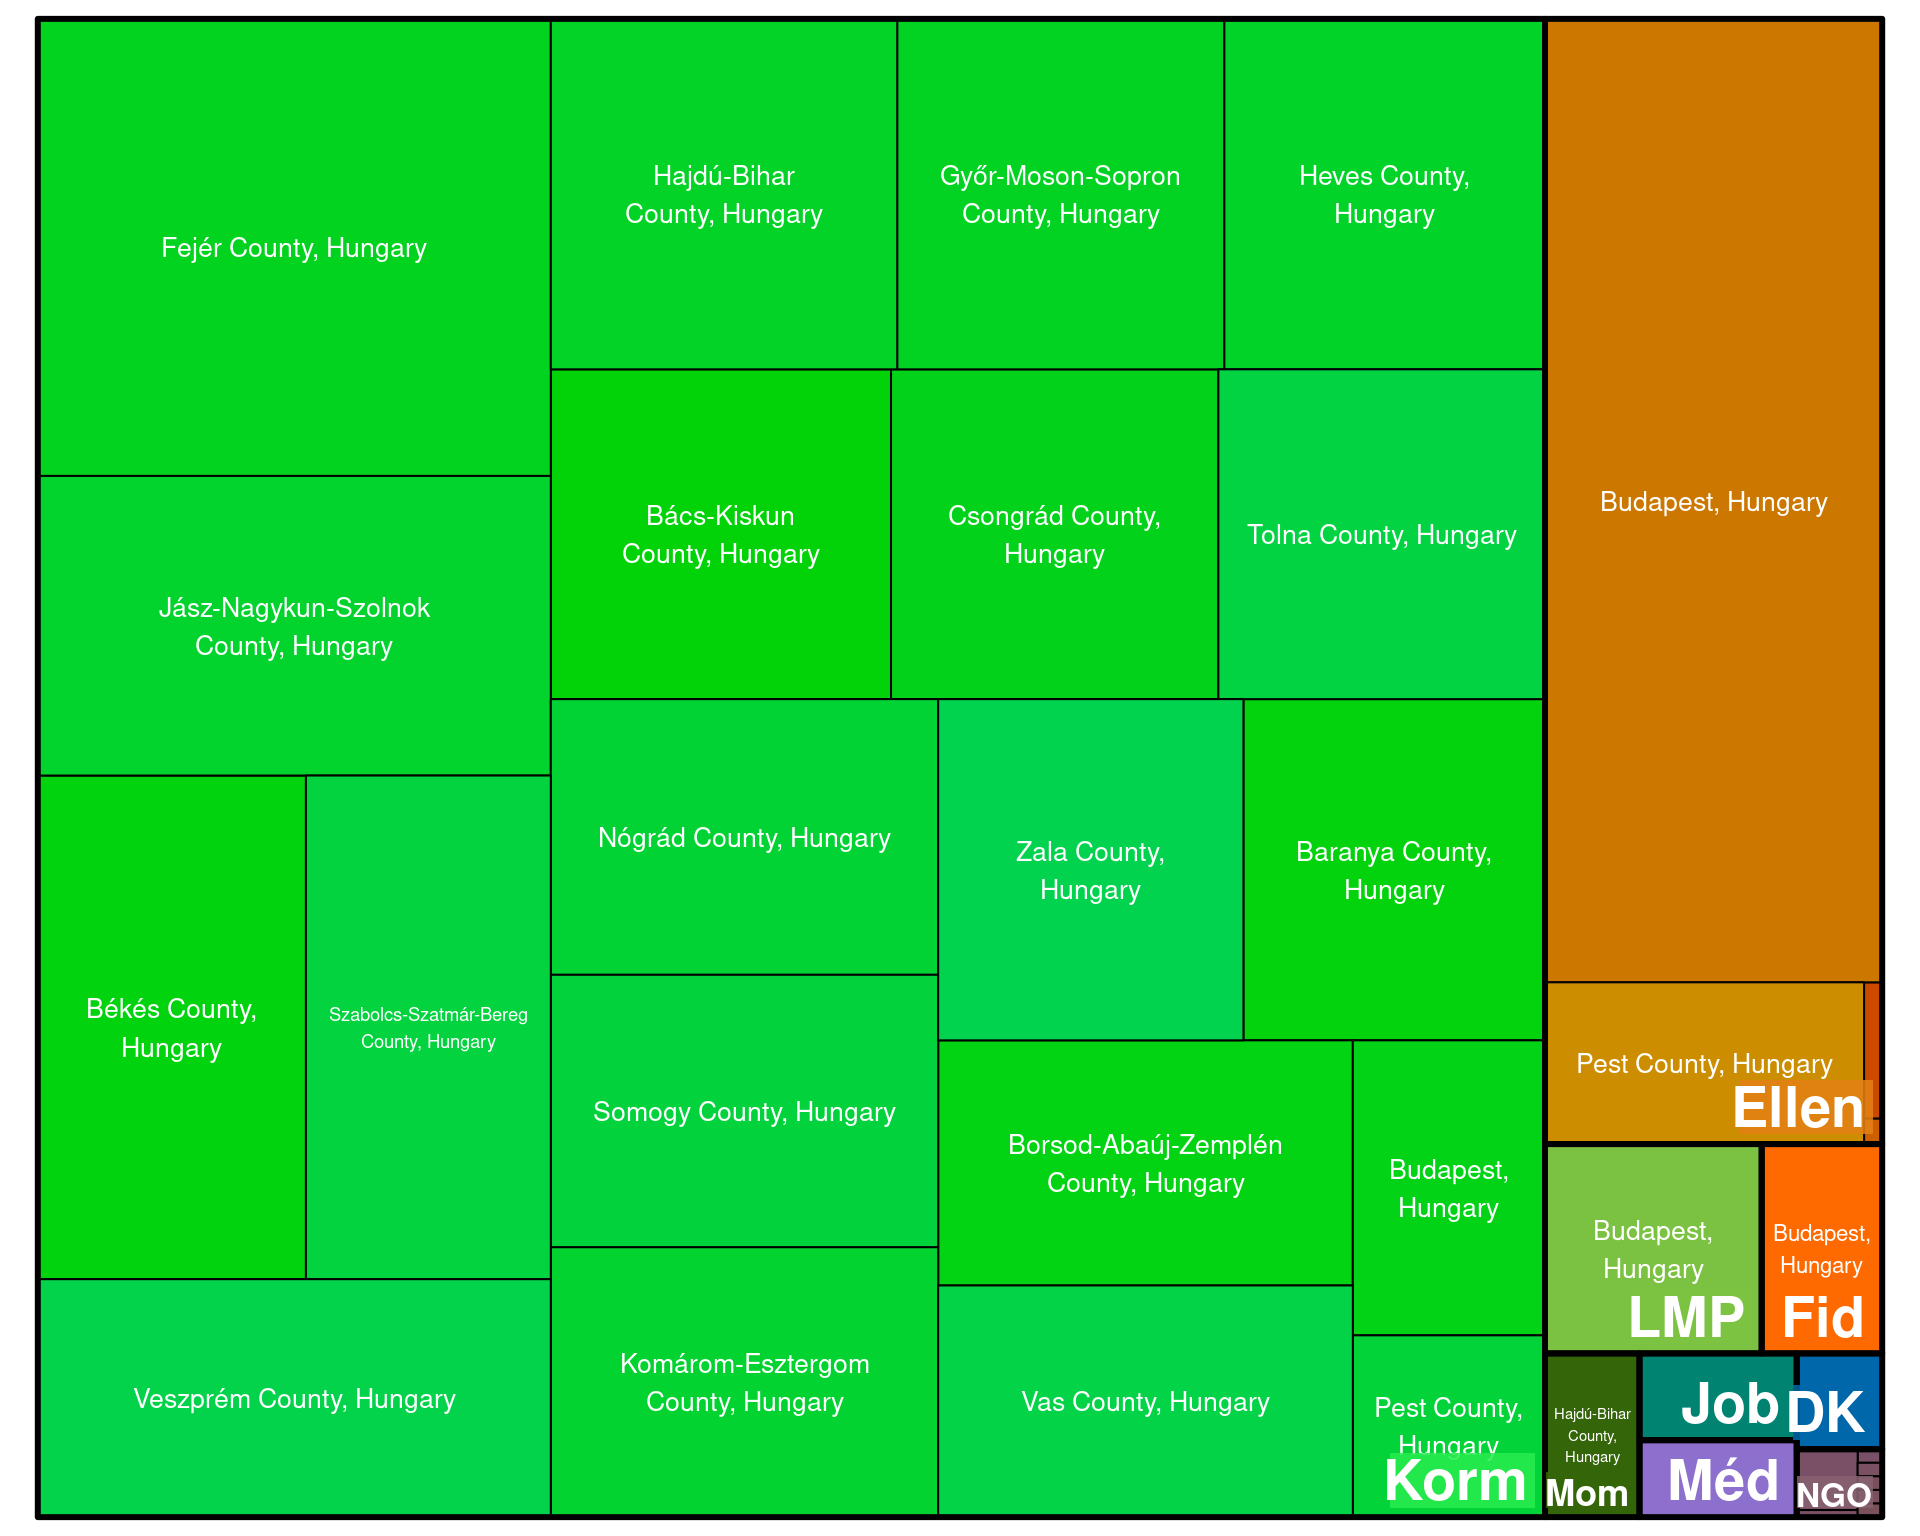 Fejér County, Hungary
Hajdú-Bihar
County, Hungary
Győr-Moson-Sopron
County, Hungary
Heves County,
Hungary
Budapest, Hungary
Jász-Nagykun-Szolnok
County, Hungary
Bács-Kiskun
County, Hungary
Csongrád County,
Hungary
Tolna County, Hungary
Békés County,
Hungary
Szabolcs-Szatmár-Bereg
County, Hungary
Nógrád County, Hungary
Zala County,
Hungary
Baranya County,
Hungary
Somogy County, Hungary
Borsod-Abaúj-Zemplén
County, Hungary
Budapest,
Hungary
Pest County, Hungary
Ellen
Budapest,
Hungary
LMP
Budapest,
Hungary
Fid
Veszprém County, Hungary
Komárom-Esztergom
County, Hungary
Vas County, Hungary
Pest County,
Hungary
Korm
Hajdú-Bihar
County,
Hungary
Mom
Job
DK
Méd
NGO